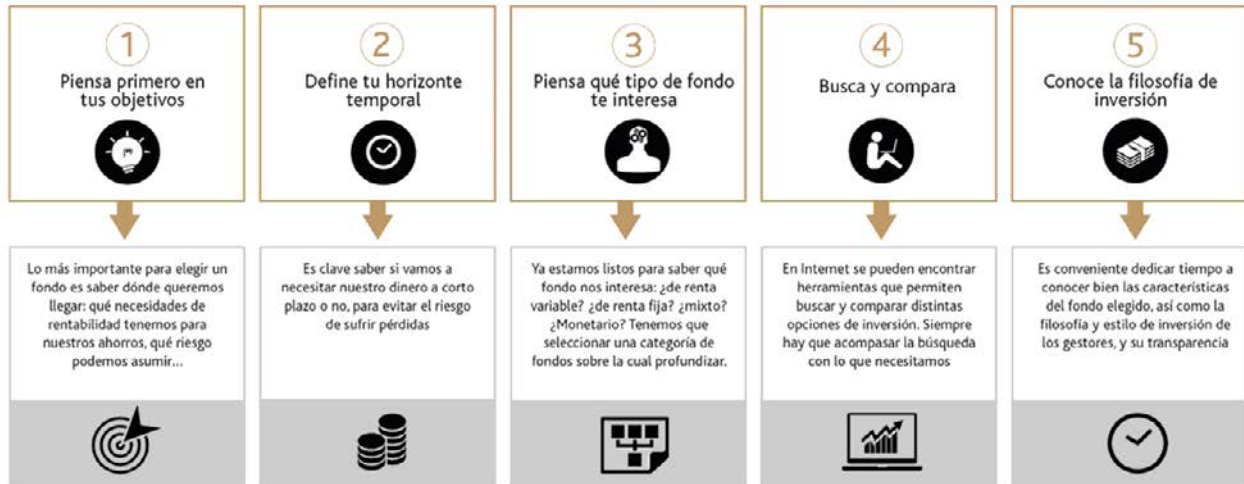 1
Piensa primero en
tus objetivos
Lo más importante para elegir un
fondo es saber dónde queremos
llegar: qué necesidades de
rentabilidad tenemos para
nuestros ahorros, qué riesgo
podemos asumir...
2
Define tu horizonte
temporal
Es clave saber si vamos a
necesitar nuestro dinero a corto
plazo o no, para evitar el riesgo
de sufrir pérdidas
3
Piensa qué tipo de fondo
te interesa
Ya estamos listos para saber qué
fondo nos interesa: ¿de renta
variable? ¿de renta fija? ¿mixto?
¿Monetario? Tenemos que
seleccionar una categoría de
fondos sobre la cual profundizar.
4
Busca y compara
En Internet se pueden encontrar
herramientas que permiten
buscar y comparar distintas
opciones de inversión. Siempre
hay que acompasar la búsqueda
con lo que necesitamos
5
Conoce la filosofía de
inversión
Es conveniente dedicar tiempo a
conocer bien las características
del fondo elegido, así como la
filosofía y estilo de inversión de
los gestores, y su transparencia